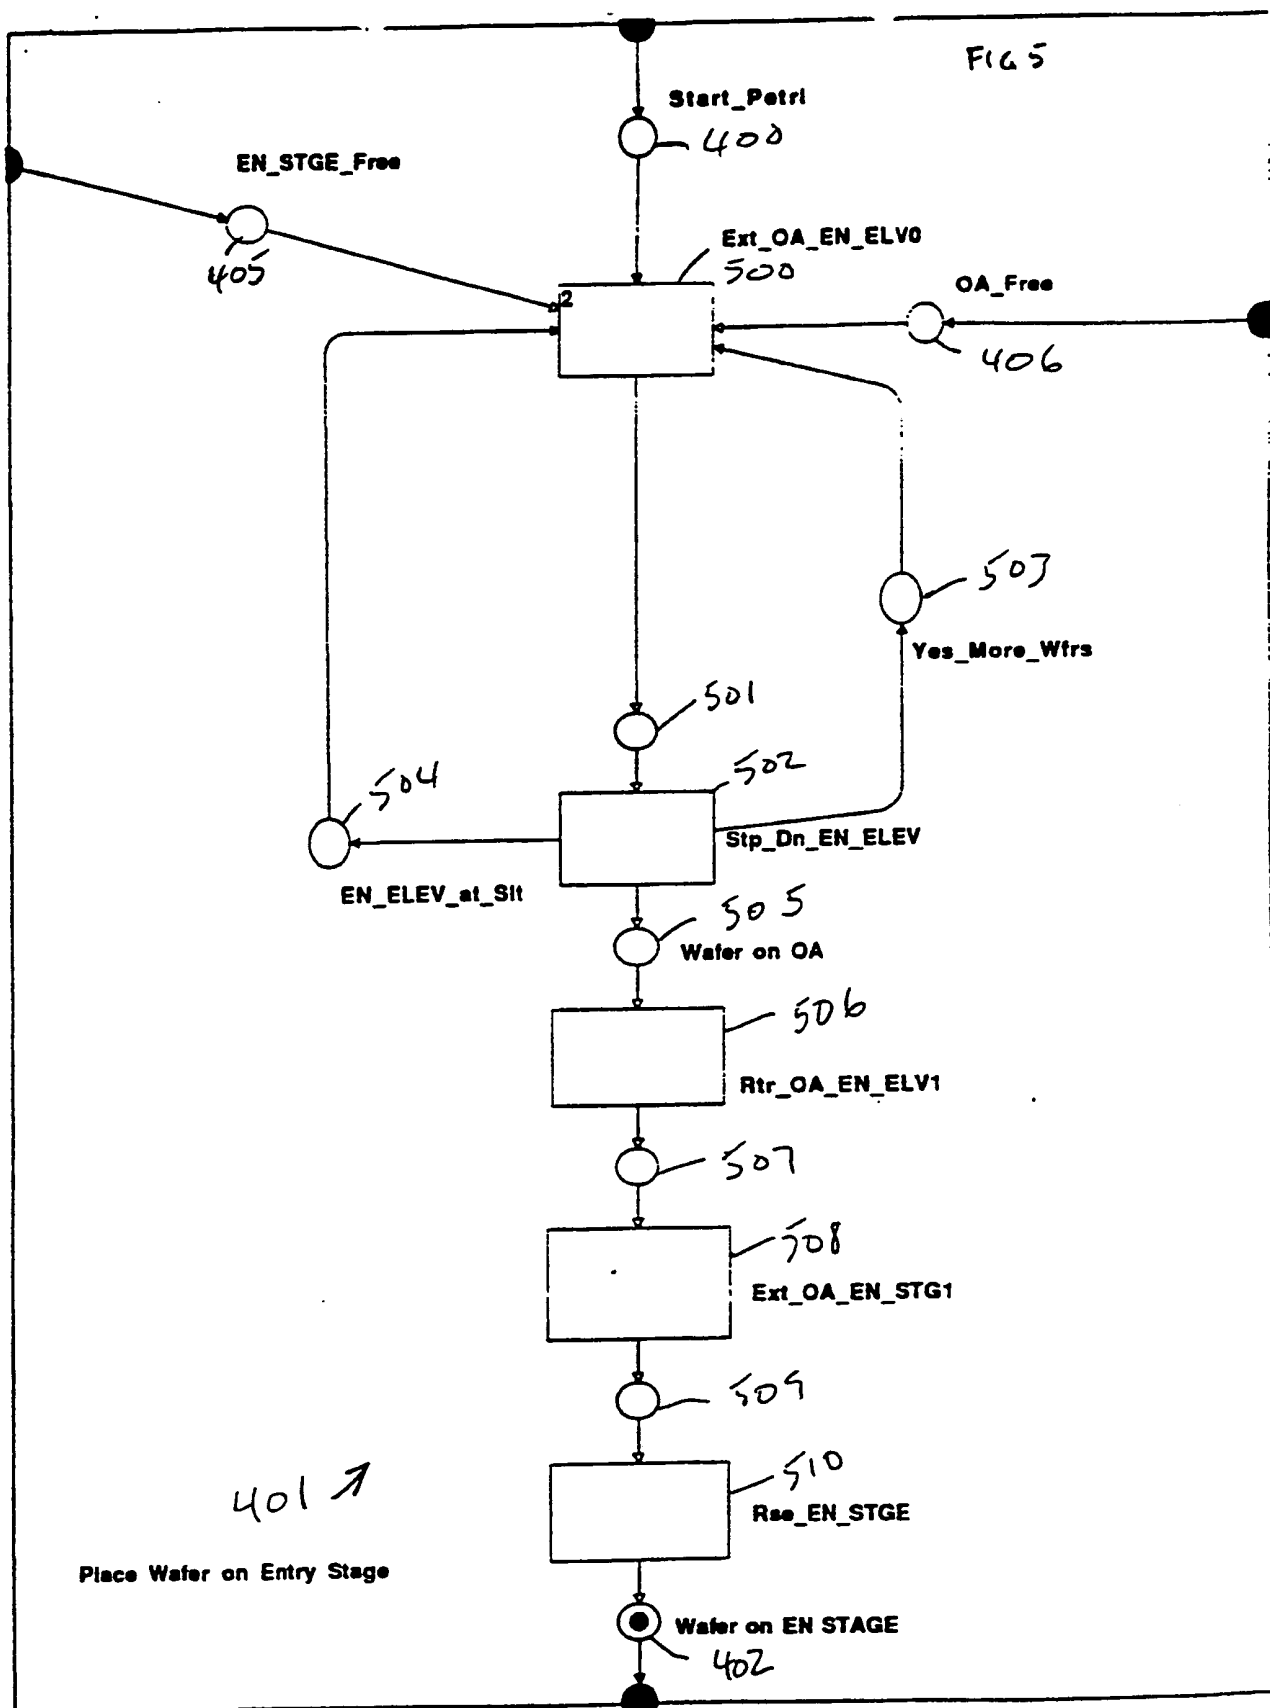 FIG 5
Start_Petri
400
EN_STGE_Free
405
Ext_OA_EN_ELV0
500
OA_Free
2
406
503
Yes_More_Wfrs
501
502
504
Stp_Dn_EN_ELEV
EN_ELEV_at_Slt
505
Wafer on OA
506
Rtr_OA_EN_ELV1
507
508
Ext_OA_EN_STG1
509
510
401
Rse_EN_STGE
Place Wafer on Entry Stage
Wafer on EN STAGE
402